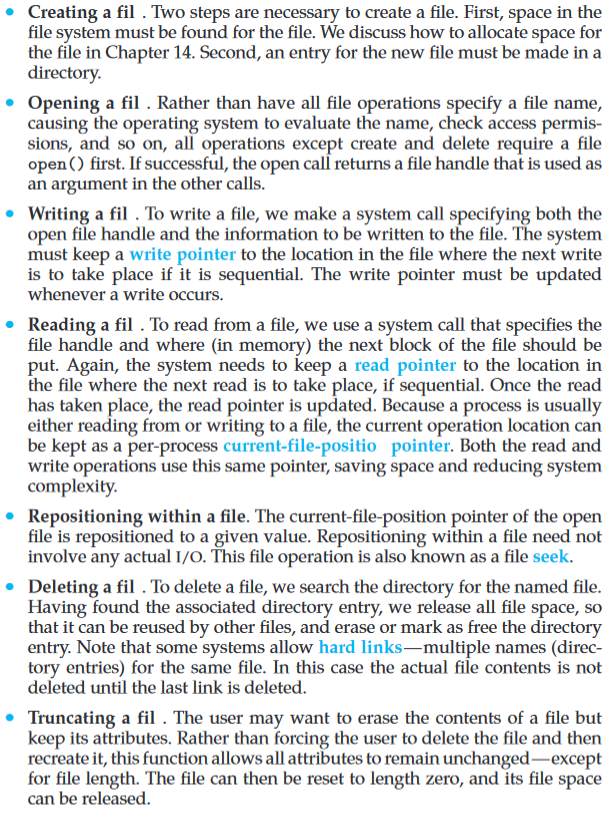 • Creating a fil . Two steps are necessary to create a file. First, space in the
file system must be found for the file. We discuss how to allocate space for
the file in Chapter 14. Second, an entry for the new file must be made in a
directory.
• Opening a fil . Rather than have all file operations specify a file name,
causing the operating system to evaluate the name, check access permis-
sions, and so on, all operations except create and delete require a file
open() first. If successful, the open call returns a file handle that is used as
an argument in the other calls.
• Writing a fil . To write a file, we make a system call specifying both the
open file handle and the information to be written to the file. The system
must keep a write pointer to the location in the file where the next write
is to take place if it is sequential. The write pointer must be updated
whenever a write occurs.
• Reading a fil . To read from a file, we use a system call that specifies the
file handle and where (in memory) the next block of the file should be
put. Again, the system needs to keep a read pointer to the location in
the file where the next read is to take place, if sequential. Once the read
has taken place, the read pointer is updated. Because a process is usually
either reading from or writing to a file, the current operation location can
be kept as a per-process current-file-positio pointer. Both the read and
write operations use this same pointer, saving space and reducing system
complexity.
• Repositioning within a file. The current-file-position pointer of the open
file is repositioned to a given value. Repositioning within a file need not
involve any actual I/O. This file operation is also known as a file seek.
• Deleting a fil . To delete a file, we search the directory for the named file.
Having found the associated directory entry, we release all file space, so
that it can be reused by other files, and erase or mark as free the directory
entry. Note that some systems allow hard links—multiple names (direc-
tory entries) for the same file. In this case the actual file contents is not
deleted until the last link is deleted.
• Truncating a fil . The user may want to erase the contents of a file but
keep its attributes. Rather than forcing the user to delete the file and then
recreate it, this function allows all attributes to remain unchanged—except
for file length. The file can then be reset to length zero, and its file space
can be released.